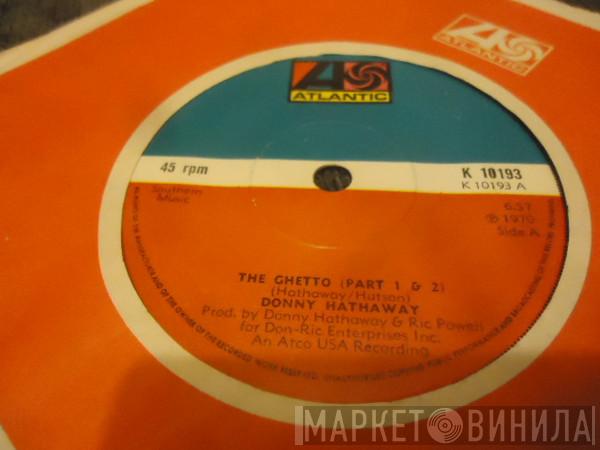 ATLANTIC
ATLANTIC
45 rpm
K 10193
K 10193 A
Southern
Music
6.57
℗ 1970
Side A
THE GHETTO (PART 1 & 2)
(Hathaway/Hutson)
DONNY HATHAWAY
Prod. by Donny Hathaway & Ric Powell
for Don-Ric Enterprises Inc.
An Atco USA Recording
МАРКЕТ ВИНИЛА